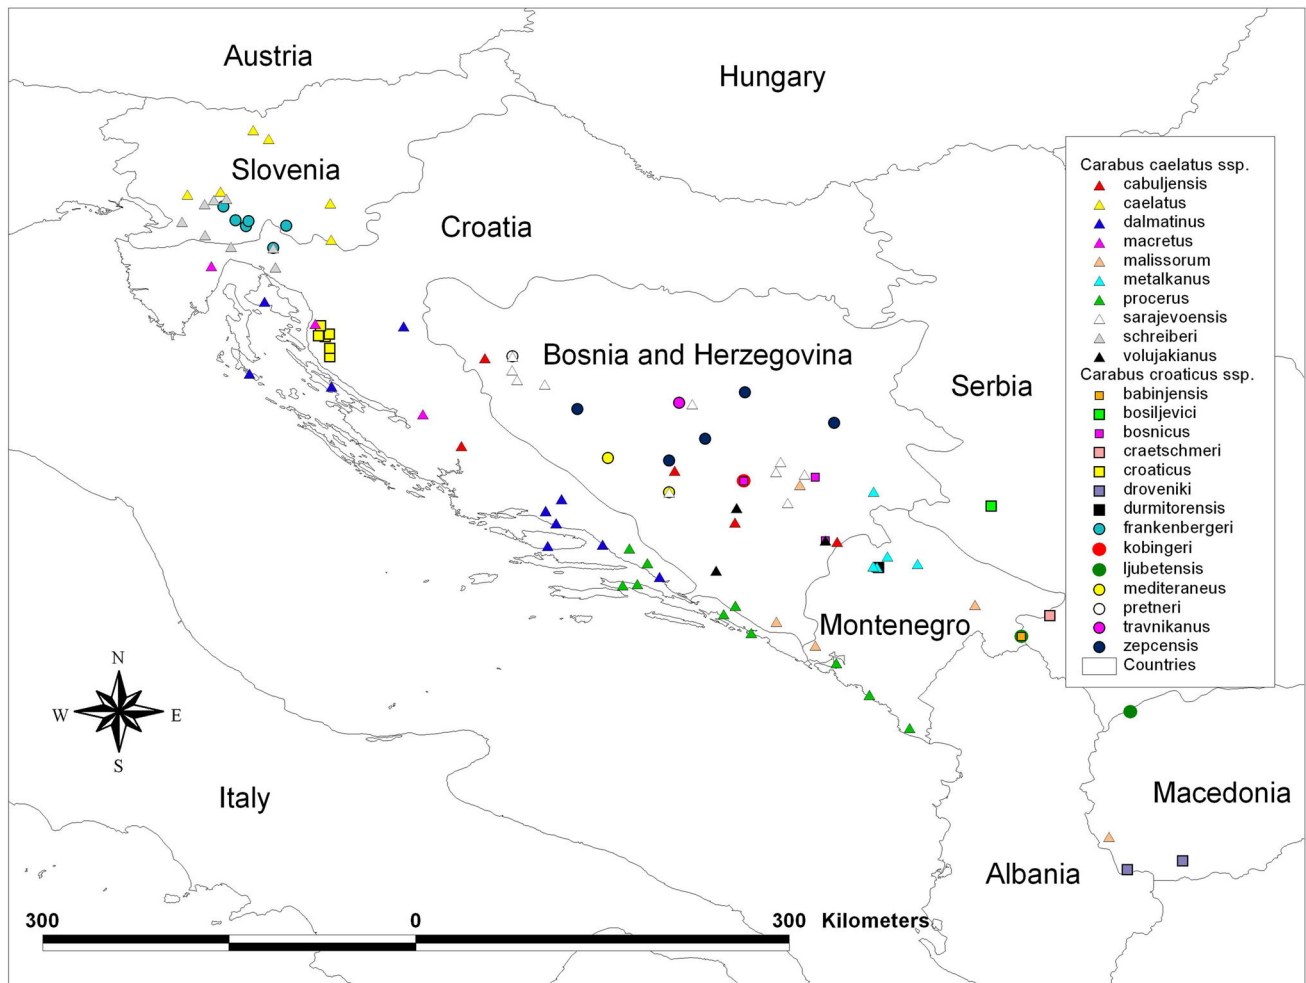 Austria
Hungary
Slovenia
Croatia
Bosnia and Herzegovina
Serbia
Montenegro
Italy
Albania
Macedonia
Carabus caelatus ssp.
cabuljensis
caelatus
dalmatinus
macretus
malissorum
metalkanus
procerus
sarajevoensis
schreiberi
volujakianus
Carabus croaticus ssp.
babinjensis
bosiljevici
bosnicus
craetschmeri
croaticus
droveniki
durmitorensis
frankenbergeri
kobingeri
ljubetensis
mediteraneus
pretneri
travnikanus
zepcensis
Countries
N
W E
S
300 0 300 Kilometers